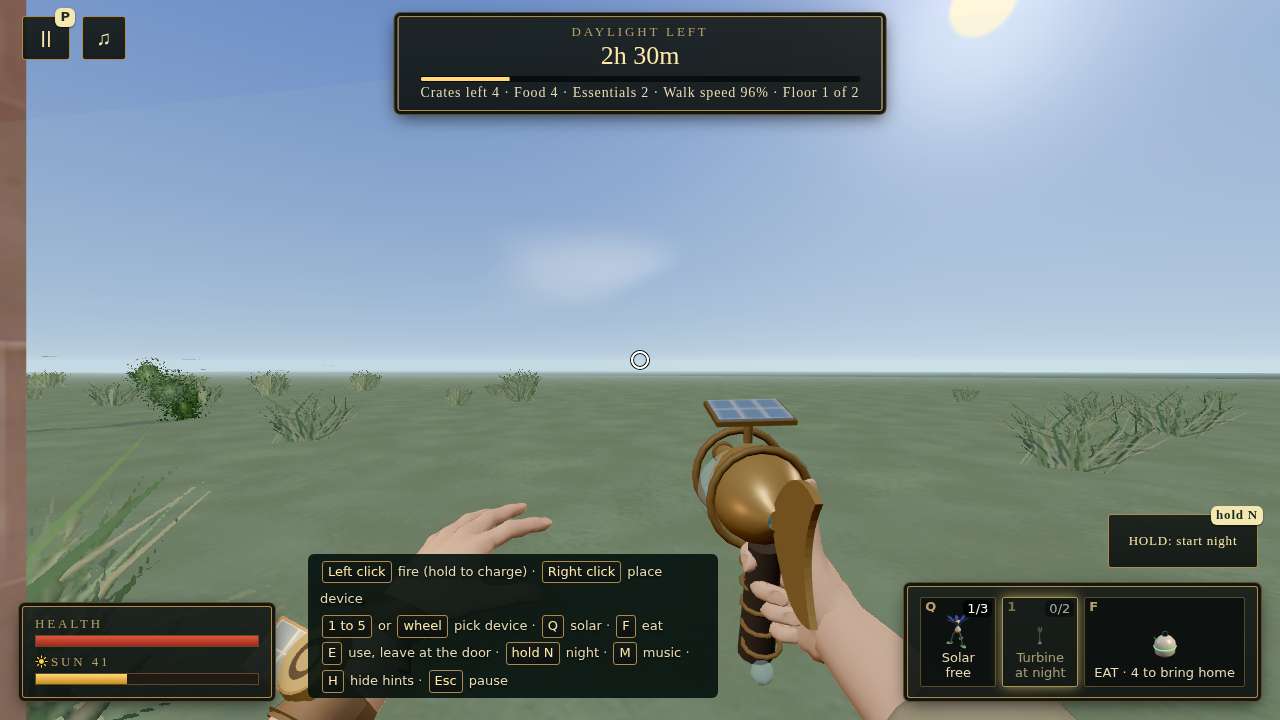 P
DAYLIGHT LEFT
2h 30m
Crates left 4 · Food 4 · Essentials 2 · Walk speed 96% · Floor 1 of 2
hold N
HOLD: start night
Left click fire (hold to charge) · Right click place
device
1 to 5 or wheel pick device · Q solar · F eat
E use, leave at the door · hold N night · M music ·
H hide hints · Esc pause
HEALTH
SUN 41
Q 1/3
Solar
free
1 0/2
Turbine
at night
F
EAT · 4 to bring home